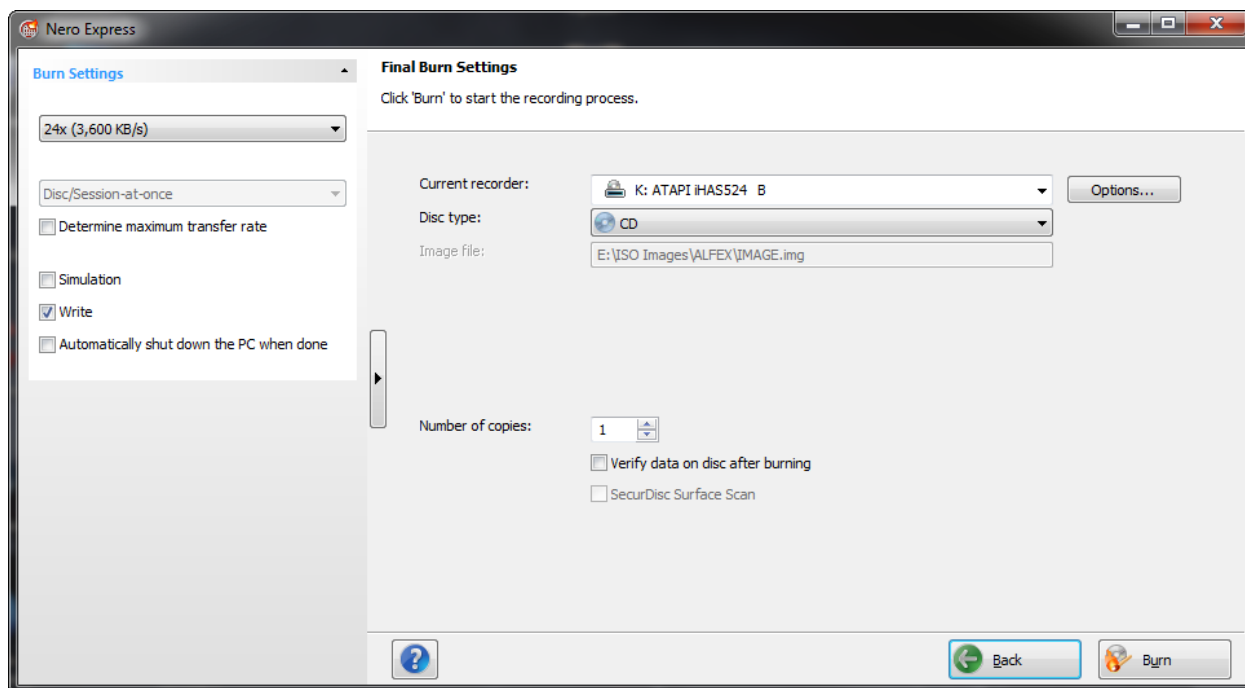 Nero Express
Burn Settings
24x (3,600 KB/s)
Disc/Session-at-once
Determine maximum transfer rate
Simulation
Write
Automatically shut down the PC when done
Final Burn Settings
Click 'Burn' to start the recording process.
Current recorder:
K: ATAPI iHAS524 B
Options...
Disc type:
CD
Image file:
E:\ISO Images\ALFEX\IMAGE.img
Number of copies:
1
Verify data on disc after burning
SecurDisc Surface Scan
Back
Burn